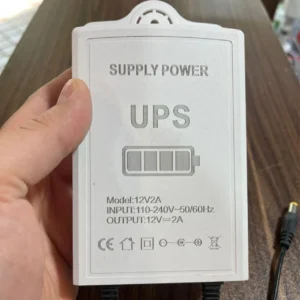 SUPPLY POWER
UPS
Model:12V2A
INPUT:110-240V~50/60Hz
OUTPUT:12V⎓2A